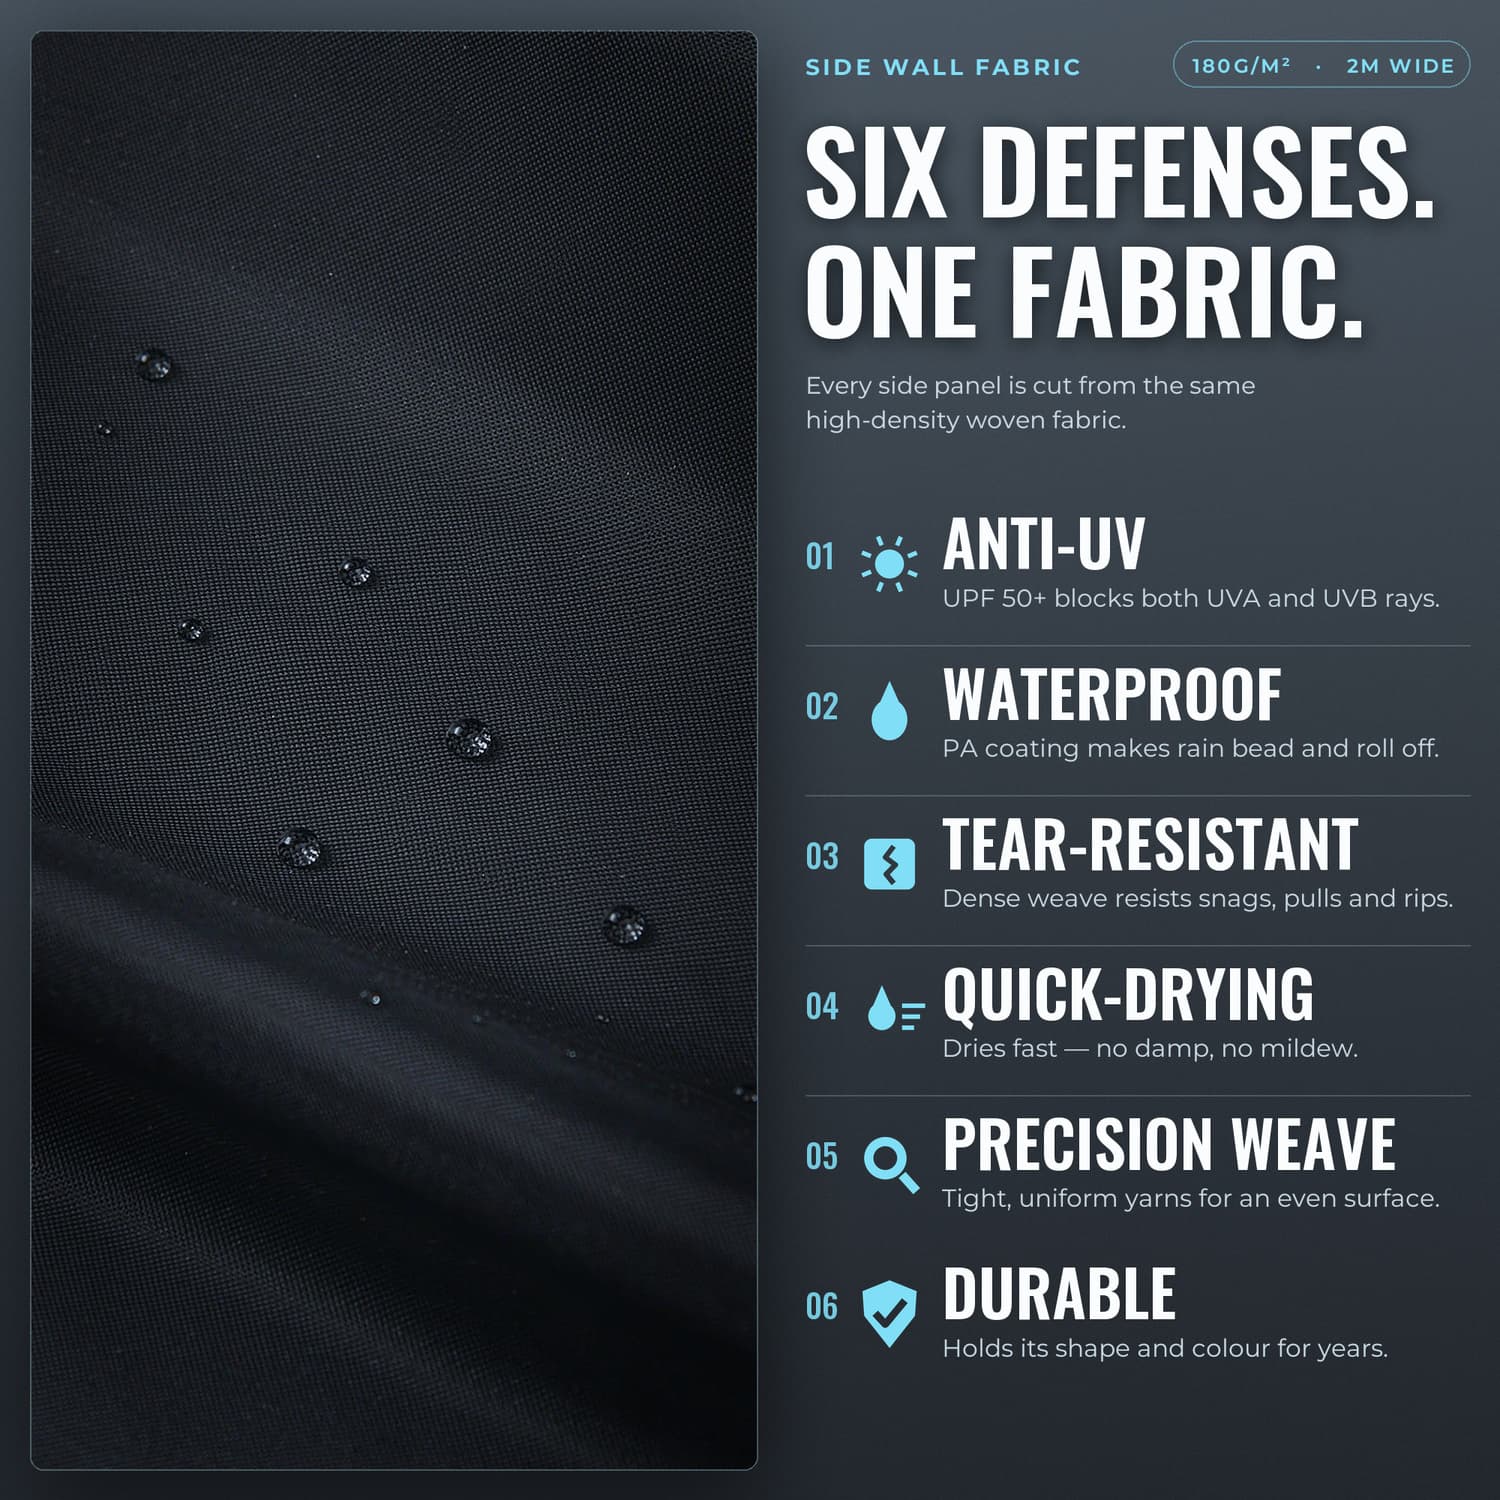 SIDE WALL FABRIC
180G/M² · 2M WIDE
SIX DEFENSES.
ONE FABRIC.
Every side panel is cut from the same
high-density woven fabric.
01
ANTI-UV
UPF 50+ blocks both UVA and UVB rays.
02
WATERPROOF
PA coating makes rain bead and roll off.
03
TEAR-RESISTANT
Dense weave resists snags, pulls and rips.
04
QUICK-DRYING
Dries fast — no damp, no mildew.
05
PRECISION WEAVE
Tight, uniform yarns for an even surface.
06
DURABLE
Holds its shape and colour for years.